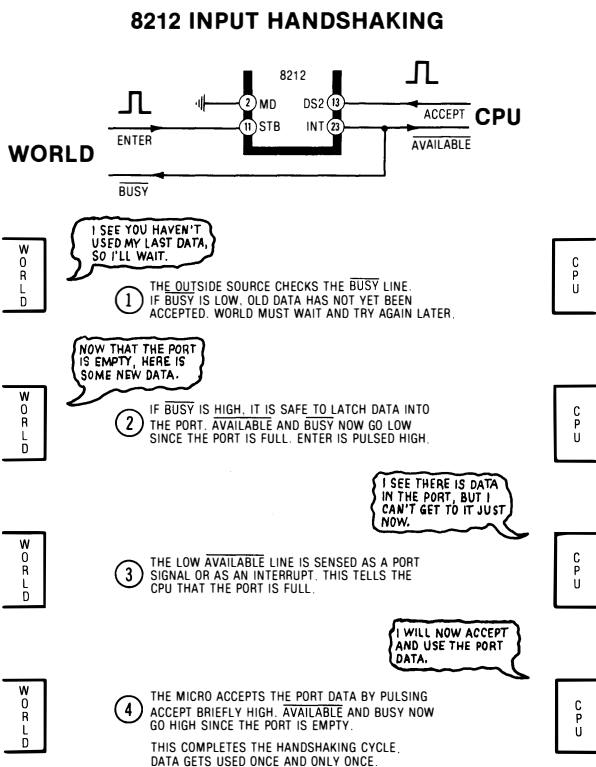 8212 INPUT HANDSHAKING
8212
2 MD DS2 13
ACCEPT CPU
11 STB INT 23
ENTER AVAILABLE
WORLD
BUSY
I SEE YOU HAVEN'T
USED MY LAST DATA,
SO I'LL WAIT.
WORLD
CPU
1
THE OUTSIDE SOURCE CHECKS THE BUSY LINE.
IF BUSY IS LOW, OLD DATA HAS NOT YET BEEN
ACCEPTED. WORLD MUST WAIT AND TRY AGAIN LATER.
NOW THAT THE PORT
IS EMPTY, HERE IS
SOME NEW DATA.
WORLD
CPU
2
IF BUSY IS HIGH, IT IS SAFE TO LATCH DATA INTO
THE PORT. AVAILABLE AND BUSY NOW GO LOW
SINCE THE PORT IS FULL. ENTER IS PULSED HIGH.
I SEE THERE IS DATA
IN THE PORT, BUT I
CAN'T GET TO IT JUST
NOW.
WORLD
CPU
3
THE LOW AVAILABLE LINE IS SENSED AS A PORT
SIGNAL OR AS AN INTERRUPT. THIS TELLS THE
CPU THAT THE PORT IS FULL.
I WILL NOW ACCEPT
AND USE THE PORT
DATA.
WORLD
CPU
4
THE MICRO ACCEPTS THE PORT DATA BY PULSING
ACCEPT BRIEFLY HIGH. AVAILABLE AND BUSY NOW
GO HIGH SINCE THE PORT IS EMPTY.
THIS COMPLETES THE HANDSHAKING CYCLE.
DATA GETS USED ONCE AND ONLY ONCE.